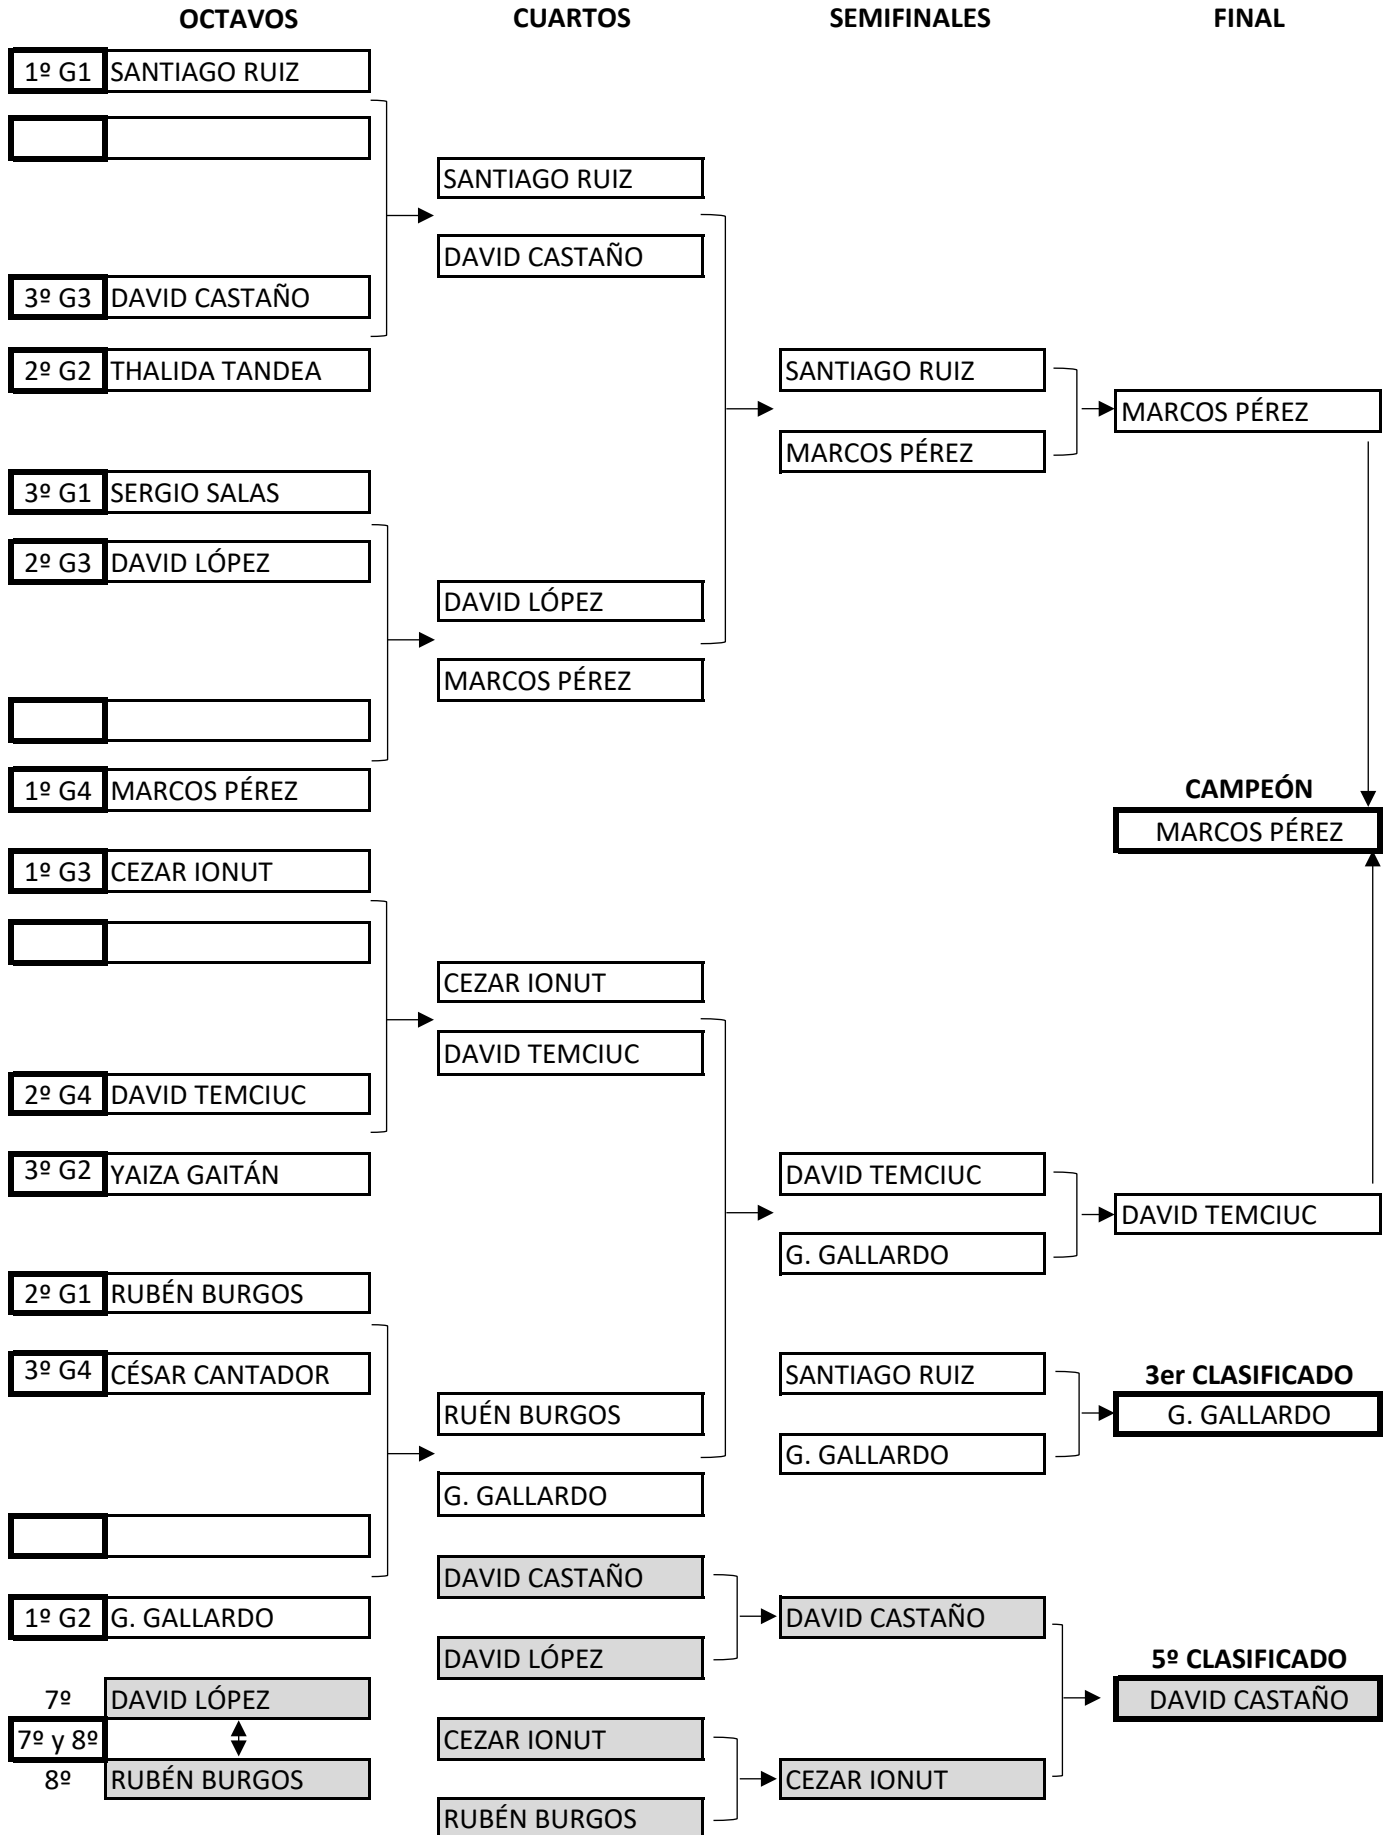 OCTAVOS CUARTOS SEMIFINALES FINAL
1º G1 SANTIAGO RUIZ
SANTIAGO RUIZ
DAVID CASTAÑO
3º G3 DAVID CASTAÑO
2º G2 THALIDA TANDEA SANTIAGO RUIZ
MARCOS PÉREZ
MARCOS PÉREZ
3º G1 SERGIO SALAS
2º G3 DAVID LÓPEZ
DAVID LÓPEZ
MARCOS PÉREZ
1º G4 MARCOS PÉREZ CAMPEÓN
MARCOS PÉREZ
1º G3 CEZAR IONUT
CEZAR IONUT
DAVID TEMCIUC
2º G4 DAVID TEMCIUC
3º G2 YAIZA GAITÁN DAVID TEMCIUC
DAVID TEMCIUC
G. GALLARDO
2º G1 RUBÉN BURGOS
3º G4 CÉSAR CANTADOR SANTIAGO RUIZ 3er CLASIFICADO
RUÉN BURGOS G. GALLARDO
G. GALLARDO
G. GALLARDO
DAVID CASTAÑO
1º G2 G. GALLARDO DAVID CASTAÑO
DAVID LÓPEZ 5º CLASIFICADO
7º DAVID LÓPEZ DAVID CASTAÑO
7º y 8º CEZAR IONUT
8º RUBÉN BURGOS CEZAR IONUT
RUBÉN BURGOS